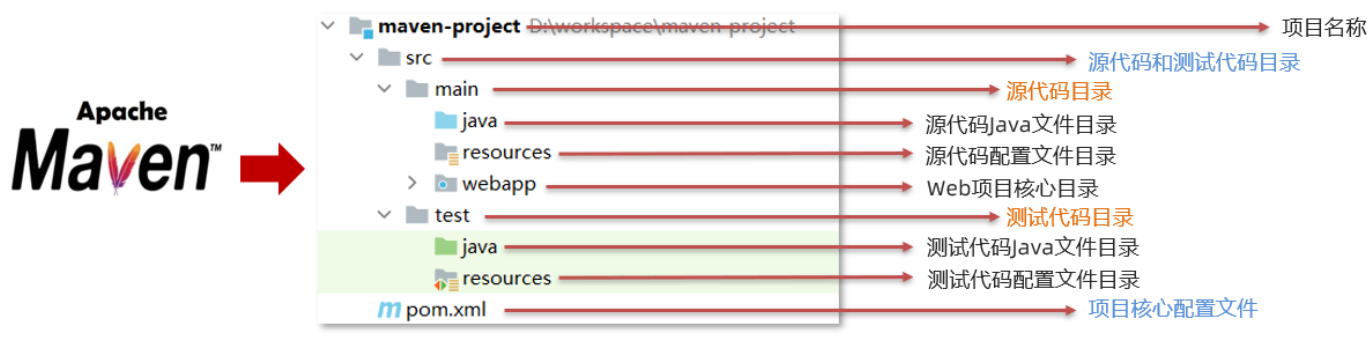 maven-project D:\workspace\maven-project 项目名称
src 源代码和测试代码目录
main 源代码目录
Apache
java 源代码Java文件目录
Maven™
resources 源代码配置文件目录
webapp Web项目核心目录
test 测试代码目录
java 测试代码Java文件目录
resources 测试代码配置文件目录
m pom.xml 项目核心配置文件